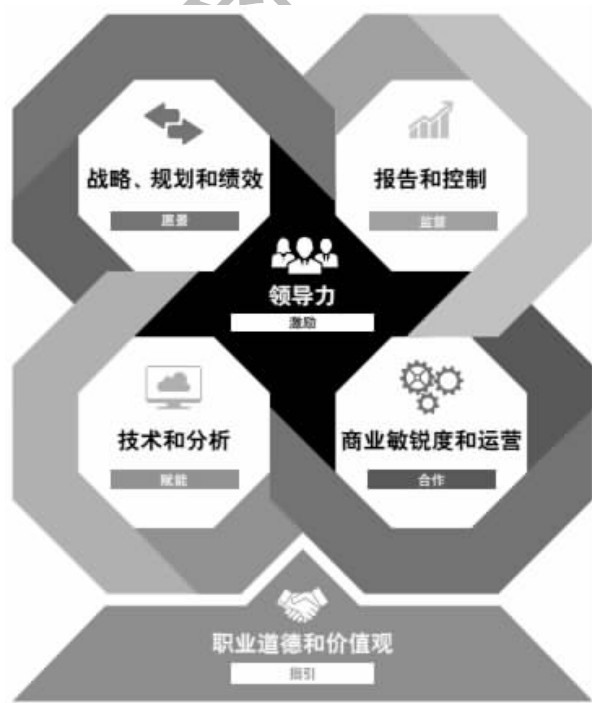 战略、规划和绩效
愿景
报告和控制
监督
领导力
激励
技术和分析
赋能
商业敏锐度和运营
合作
职业道德和价值观
指引